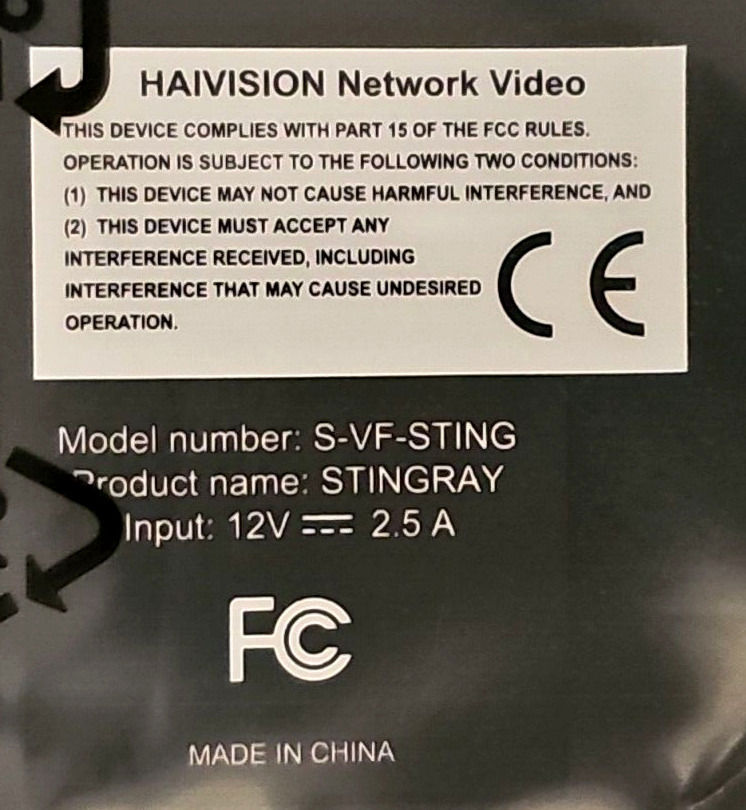 HAIVISION Network Video
THIS DEVICE COMPLIES WITH PART 15 OF THE FCC RULES.
OPERATION IS SUBJECT TO THE FOLLOWING TWO CONDITIONS:
(1) THIS DEVICE MAY NOT CAUSE HARMFUL INTERFERENCE, AND
(2) THIS DEVICE MUST ACCEPT ANY
INTERFERENCE RECEIVED, INCLUDING
INTERFERENCE THAT MAY CAUSE UNDESIRED
OPERATION.
CE
Model number: S-VF-STING
Product name: STINGRAY
Input: 12V ⎓ 2.5 A
FC
MADE IN CHINA